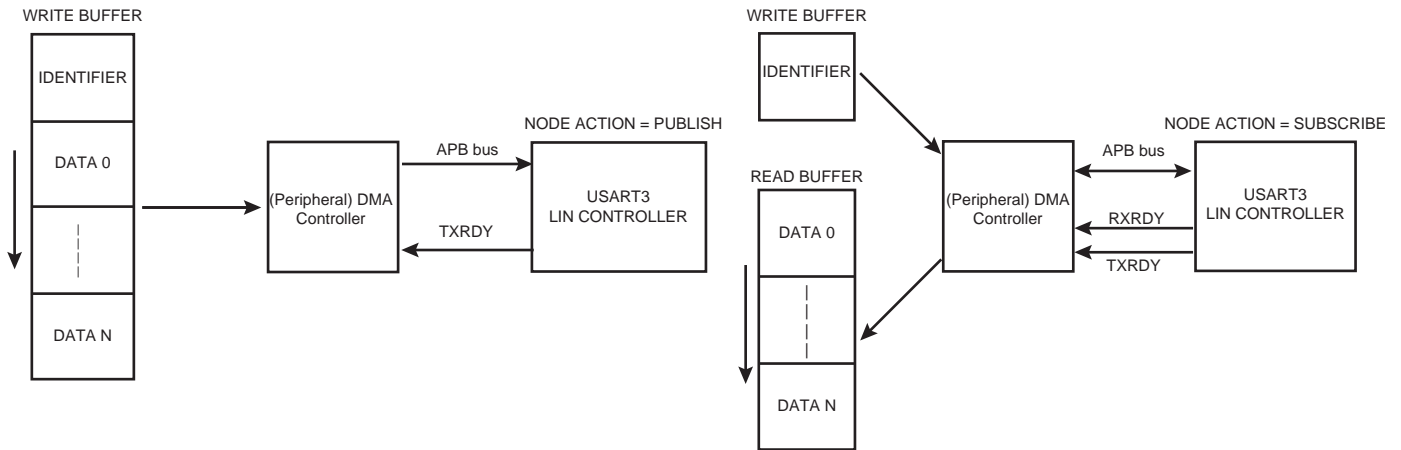 WRITE BUFFER
IDENTIFIER
DATA 0
DATA N
(Peripheral) DMA
Controller
APB bus
TXRDY
NODE ACTION = PUBLISH
USART3
LIN CONTROLLER
WRITE BUFFER
IDENTIFIER
READ BUFFER
DATA 0
DATA N
(Peripheral) DMA
Controller
APB bus
RXRDY
TXRDY
NODE ACTION = SUBSCRIBE
USART3
LIN CONTROLLER